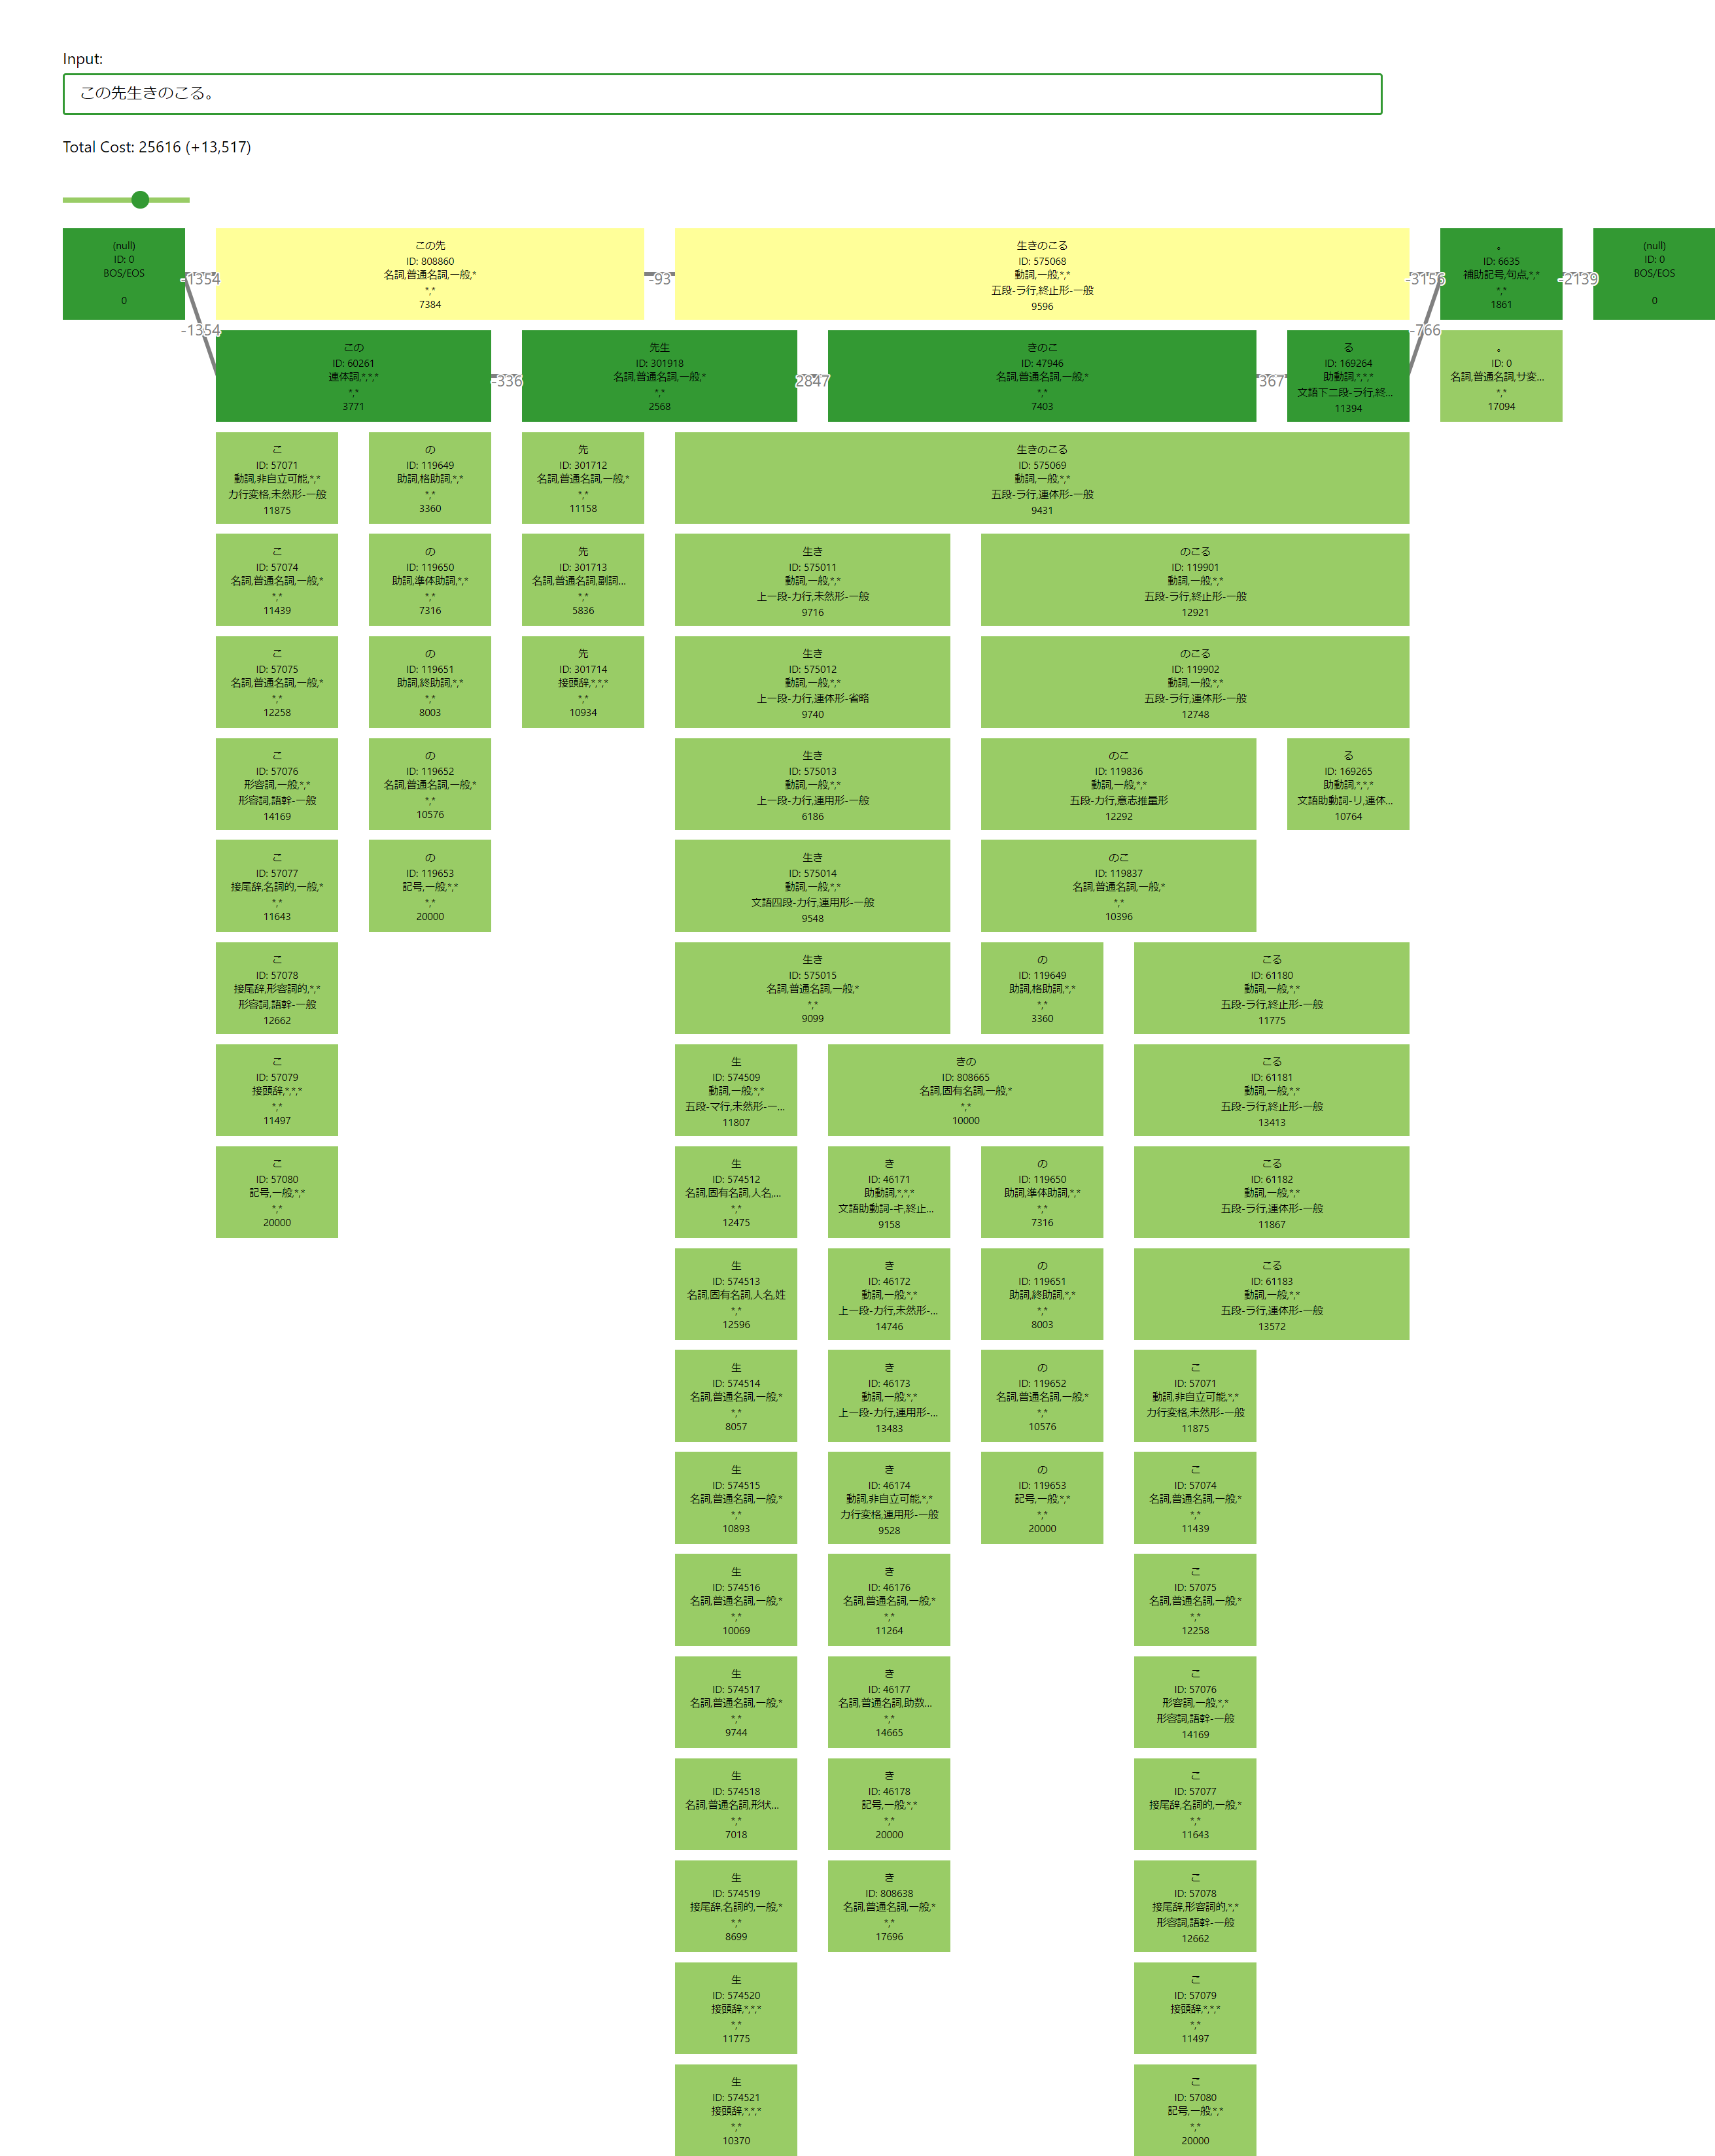 Input:
この先生きのこる。
Total Cost: 25616 (+13,517)
(null)
ID: 0
BOS/EOS
0
-1354
この先
ID: 808860
名詞,普通名詞,一般,*
7384
-93
生きのこる
ID: 575068
動詞,一般,*,*
五段-ラ行,終止形-一般
9596
-3156
。
ID: 6635
補助記号,句点,*,*
*,*
1861
-2139
(null)
ID: 0
BOS/EOS
0
-1354
この
ID: 60261
連体詞,*,*,*
*,*
3771
-336
先生
ID: 301918
名詞,普通名詞,一般,*
*,*
2568
2847
きのこ
ID: 47946
名詞,普通名詞,一般,*
*,*
7403
367
る
ID: 169264
助動詞,*,*,*
文語下二段-ラ行,終...
11394
-766
。
ID: 0
名詞,普通名詞,サ変...
*,*
17094
こ
ID: 57071
動詞,非自立可能,*,*
カ行変格,未然形-一般
11875
の
ID: 119649
助詞,格助詞,*,*
*,*
3360
先
ID: 301712
名詞,普通名詞,一般,*
*,*
11158
生きのこる
ID: 575069
動詞,一般,*,*
五段-ラ行,連体形-一般
9431
こ
ID: 57074
名詞,普通名詞,一般,*
*,*
11439
の
ID: 119650
助詞,準体助詞,*,*
*,*
7316
先
ID: 301713
名詞,普通名詞,副詞...
*,*
5836
生き
ID: 575011
動詞,一般,*,*
上一段-カ行,未然形-一般
9716
のこる
ID: 119901
動詞,一般,*,*
五段-ラ行,終止形-一般
12921
こ
ID: 57075
名詞,普通名詞,一般,*
*,*
12258
の
ID: 119651
助詞,終助詞,*,*
*,*
8003
先
ID: 301714
接頭辞,*,*,*
*,*
10934
生き
ID: 575012
動詞,一般,*,*
上一段-カ行,連体形-省略
9740
のこる
ID: 119902
動詞,一般,*,*
五段-ラ行,連体形-一般
12748
こ
ID: 57076
形容詞,一般,*,*
形容詞,語幹-一般
14169
の
ID: 119652
名詞,普通名詞,一般,*
*,*
10576
生き
ID: 575013
動詞,一般,*,*
上一段-カ行,連用形-一般
6186
のこ
ID: 119836
動詞,一般,*,*
五段-カ行,意志推量形
12292
る
ID: 169265
助動詞,*,*,*
文語助動詞-リ,連体...
10764
こ
ID: 57077
接尾辞,名詞的,一般,*
*,*
11643
の
ID: 119653
記号,一般,*,*
*,*
20000
生き
ID: 575014
動詞,一般,*,*
文語四段-カ行,連用形-一般
9548
のこ
ID: 119837
名詞,普通名詞,一般,*
*,*
10396
こ
ID: 57078
接尾辞,形容詞的,*,*
形容詞,語幹-一般
12662
生き
ID: 575015
名詞,普通名詞,一般,*
*,*
9099
の
ID: 119649
助詞,格助詞,*,*
*,*
3360
こる
ID: 61180
動詞,一般,*,*
五段-ラ行,終止形-一般
11775
こ
ID: 57079
接頭辞,*,*,*
*,*
11497
生
ID: 574509
動詞,一般,*,*
五段-マ行,未然形-一...
11807
きの
ID: 808665
名詞,固有名詞,一般,*
*,*
10000
こる
ID: 61181
動詞,一般,*,*
五段-ラ行,終止形-一般
13413
こ
ID: 57080
記号,一般,*,*
*,*
20000
生
ID: 574512
名詞,固有名詞,人名,...
*,*
12475
き
ID: 46171
助動詞,*,*,*
文語助動詞-キ,終止...
9158
の
ID: 119650
助詞,準体助詞,*,*
*,*
7316
こる
ID: 61182
動詞,一般,*,*
五段-ラ行,連体形-一般
11867
生
ID: 574513
名詞,固有名詞,人名,姓
*,*
12596
き
ID: 46172
動詞,一般,*,*
上一段-カ行,未然形-...
14746
の
ID: 119651
助詞,終助詞,*,*
*,*
8003
こる
ID: 61183
動詞,一般,*,*
五段-ラ行,連体形-一般
13572
生
ID: 574514
名詞,普通名詞,一般,*
*,*
8057
き
ID: 46173
動詞,一般,*,*
上一段-カ行,連用形-...
13483
の
ID: 119652
名詞,普通名詞,一般,*
*,*
10576
こ
ID: 57071
動詞,非自立可能,*,*
カ行変格,未然形-一般
11875
生
ID: 574515
名詞,普通名詞,一般,*
*,*
10893
き
ID: 46174
動詞,非自立可能,*,*
カ行変格,連用形-一般
9528
の
ID: 119653
記号,一般,*,*
*,*
20000
こ
ID: 57074
名詞,普通名詞,一般,*
*,*
11439
生
ID: 574516
名詞,普通名詞,一般,*
*,*
10069
き
ID: 46176
名詞,普通名詞,一般,*
*,*
11264
こ
ID: 57075
名詞,普通名詞,一般,*
*,*
12258
生
ID: 574517
名詞,普通名詞,一般,*
*,*
9744
き
ID: 46177
名詞,普通名詞,助数...
*,*
14665
こ
ID: 57076
形容詞,一般,*,*
形容詞,語幹-一般
14169
生
ID: 574518
名詞,普通名詞,形状...
*,*
7018
き
ID: 46178
記号,一般,*,*
*,*
20000
こ
ID: 57077
接尾辞,名詞的,一般,*
*,*
11643
生
ID: 574519
接尾辞,名詞的,一般,*
*,*
8699
き
ID: 808638
名詞,普通名詞,一般,*
*,*
17696
こ
ID: 57078
接尾辞,形容詞的,*,*
形容詞,語幹-一般
12662
生
ID: 574520
接頭辞,*,*,*
*,*
11775
こ
ID: 57079
接頭辞,*,*,*
*,*
11497
生
ID: 574521
接頭辞,*,*,*
*,*
10370
こ
ID: 57080
記号,一般,*,*
*,*
20000